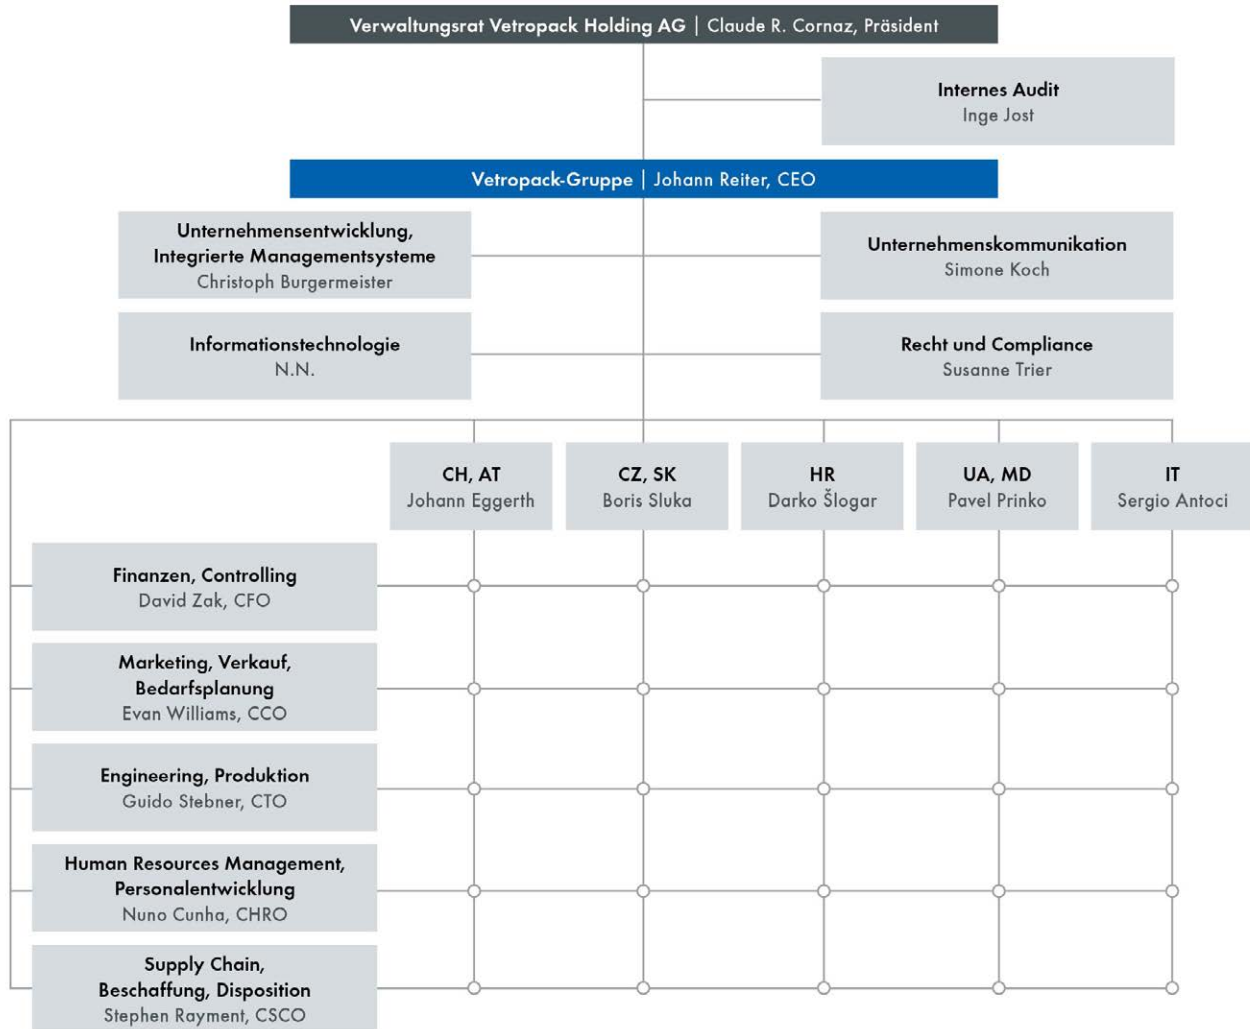 Verwaltungsrat Vetropack Holding AG | Claude R. Cornaz, Präsident
Internes Audit
Inge Jost
Vetropack-Gruppe | Johann Reiter, CEO
Unternehmensentwicklung,
Integrierte Managementsysteme
Christoph Burgermeister
Unternehmenskommunikation
Simone Koch
Informationstechnologie
N.N.
Recht und Compliance
Susanne Trier
CH, AT
Johann Eggerth
CZ, SK
Boris Sluka
HR
Darko Šlogar
UA, MD
Pavel Prinko
IT
Sergio Antoci
Finanzen, Controlling
David Zak, CFO
Marketing, Verkauf,
Bedarfsplanung
Evan Williams, CCO
Engineering, Produktion
Guido Stebner, CTO
Human Resources Management,
Personalentwicklung
Nuno Cunha, CHRO
Supply Chain,
Beschaffung, Disposition
Stephen Rayment, CSCO